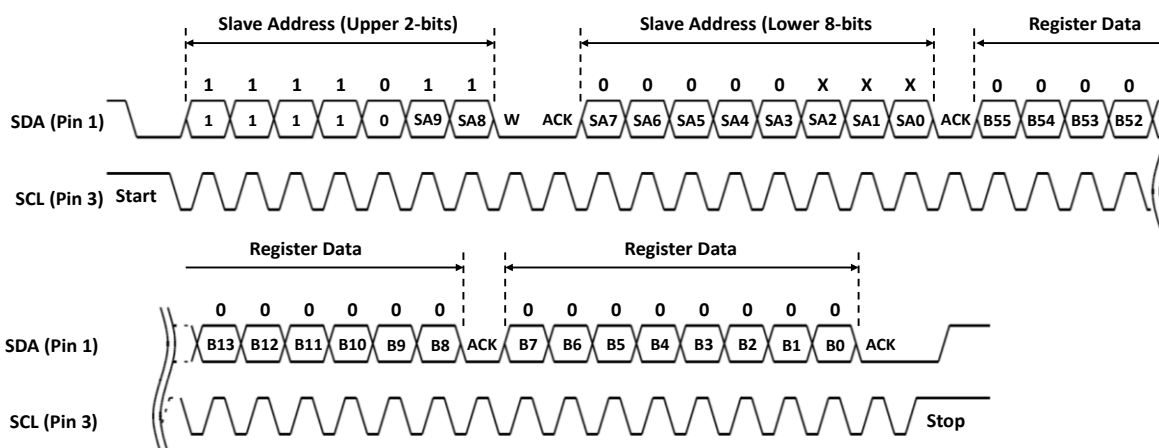 Slave Address (Upper 2-bits) Slave Address (Lower 8-bits Register Data
1 1 1 1 0 1 1 0 0 0 0 0 X X X 0 0 0 0
SDA (Pin 1) 1 1 1 1 0 SA9 SA8 W ACK SA7 SA6 SA5 SA4 SA3 SA2 SA1 SA0 ACK B55 B54 B53 B52
SCL (Pin 3) Start
Register Data Register Data
0 0 0 0 0 0 0 0 0 0 0 0 0 0
SDA (Pin 1) B13 B12 B11 B10 B9 B8 ACK B7 B6 B5 B4 B3 B2 B1 B0 ACK
SCL (Pin 3) Stop